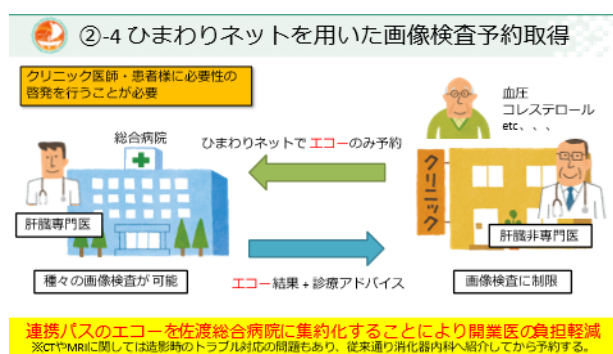 ②-4 ひまわりネットを用いた画像検査予約取得
クリニック医師・患者様に必要性の
啓発を行うことが必要
血圧
コレステロール
etc、、、
総合病院
ひまわりネットでエコーのみ予約
クリニック
肝臓専門医
肝臓非専門医
種々の画像検査が可能
エコー結果 + 診療アドバイス
画像検査に制限
連携パスのエコーを佐渡総合病院に集約化することにより開業医の負担軽減
※CTやMRIに関しては造影時のトラブル対応の問題もあり、従来通り消化器内科へ紹介してから予約する。